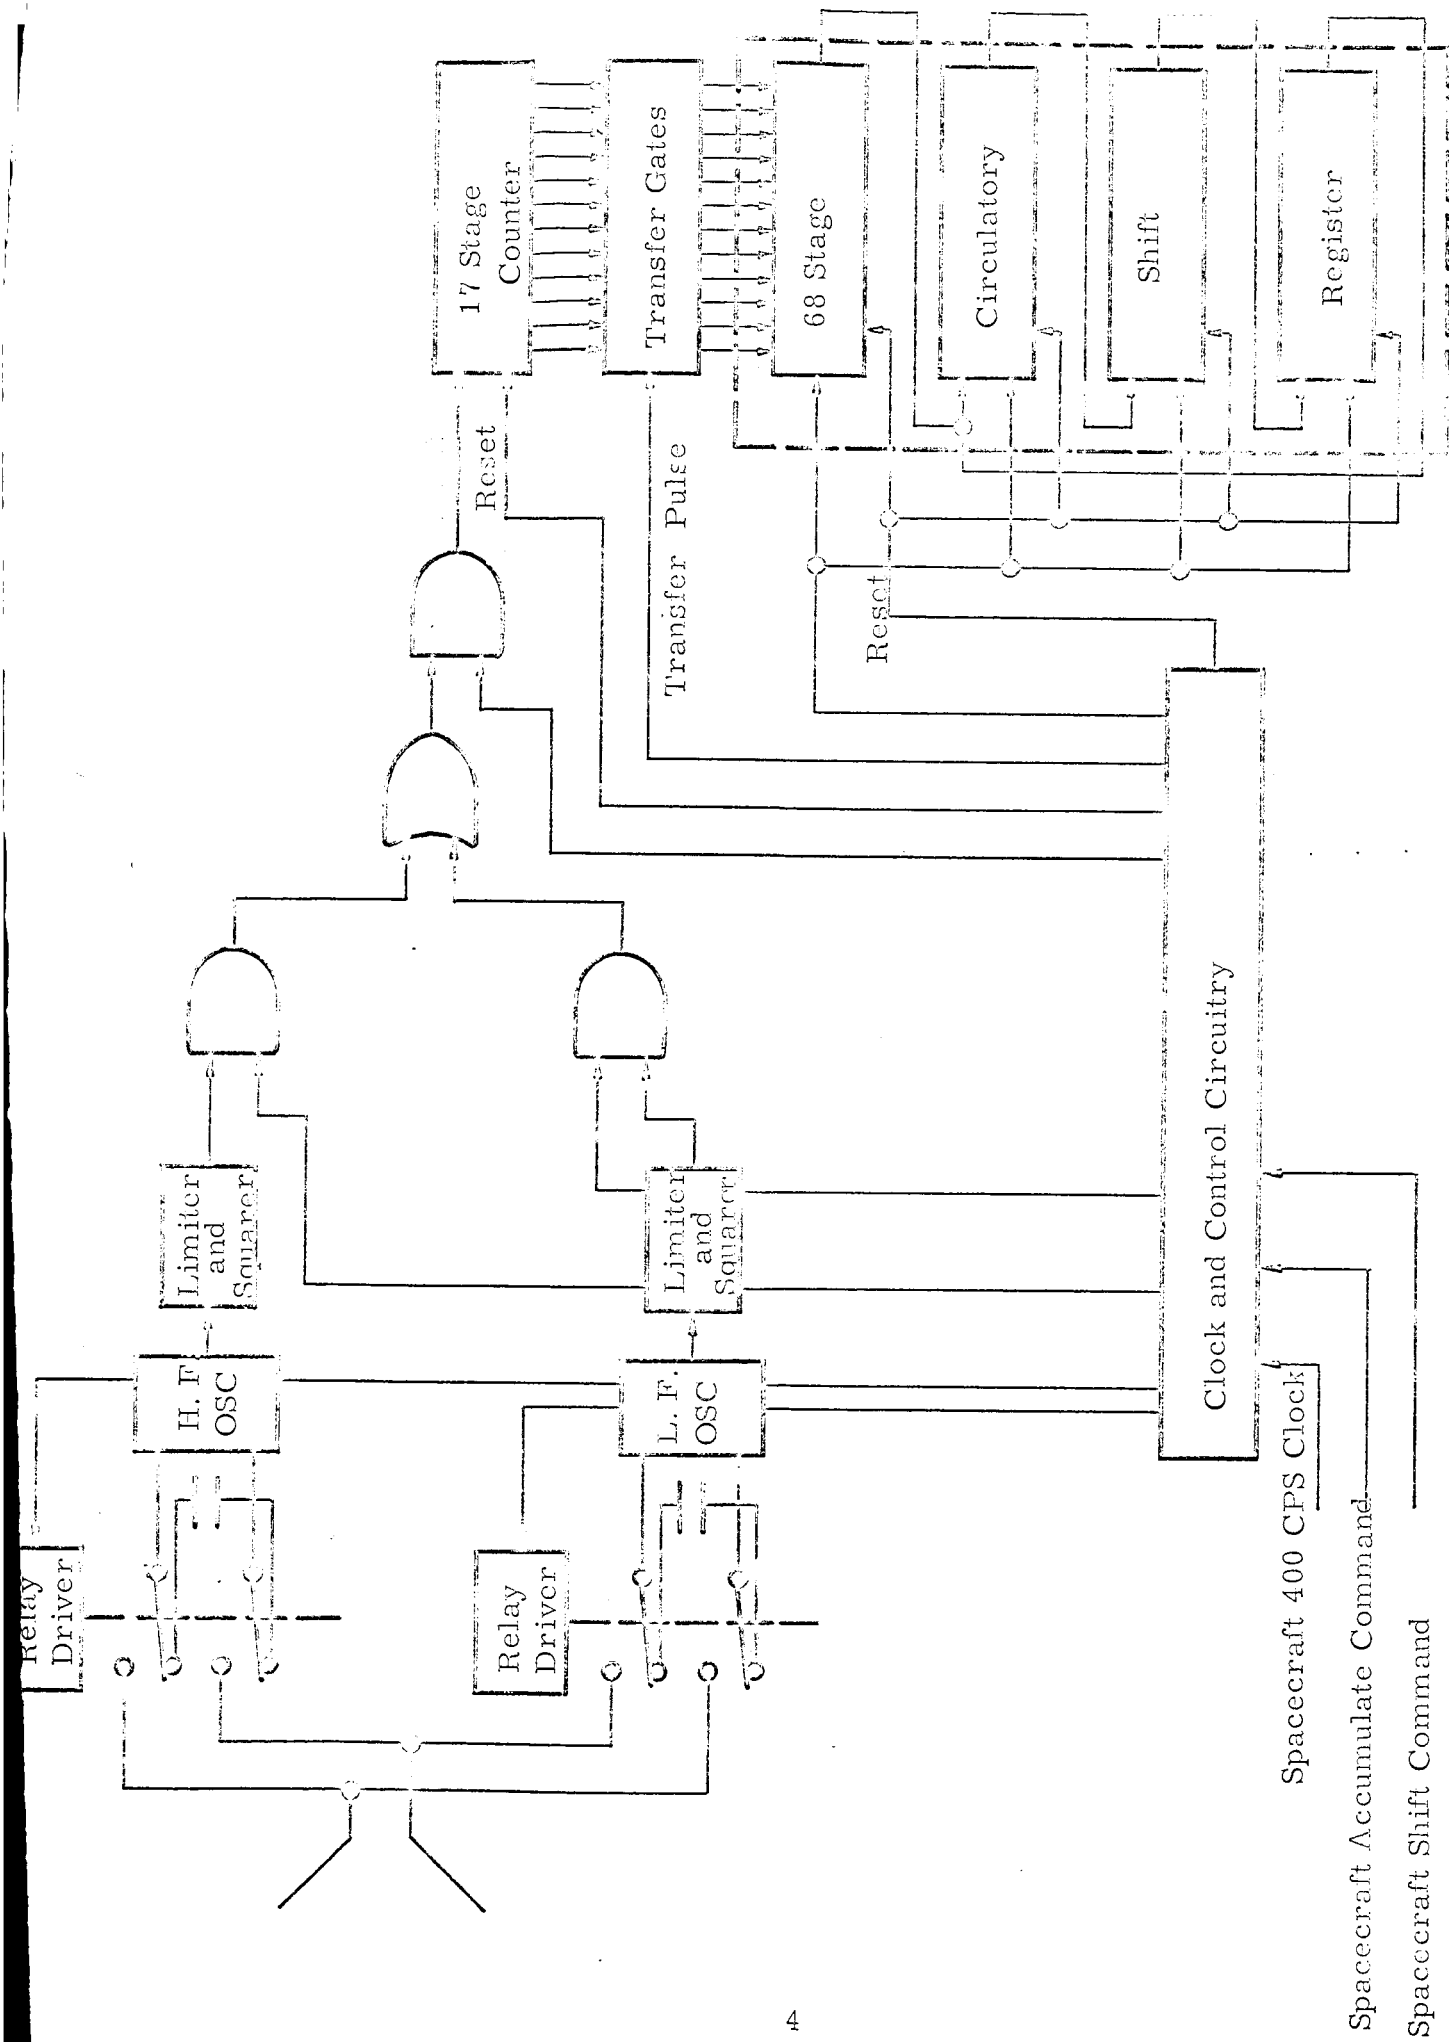 Relay
Driver
H. F.
OSC
Limiter
and
Squarer
17 Stage
Counter
Reset
Transfer Gates
Transfer Pulse
Relay
Driver
L. F.
OSC
Limiter
and
Squarer
68 Stage
Reset
Circulatory
Shift
Register
Clock and Control Circuitry
Spacecraft 400 CPS Clock
Spacecraft Accumulate Command
Spacecraft Shift Command
4